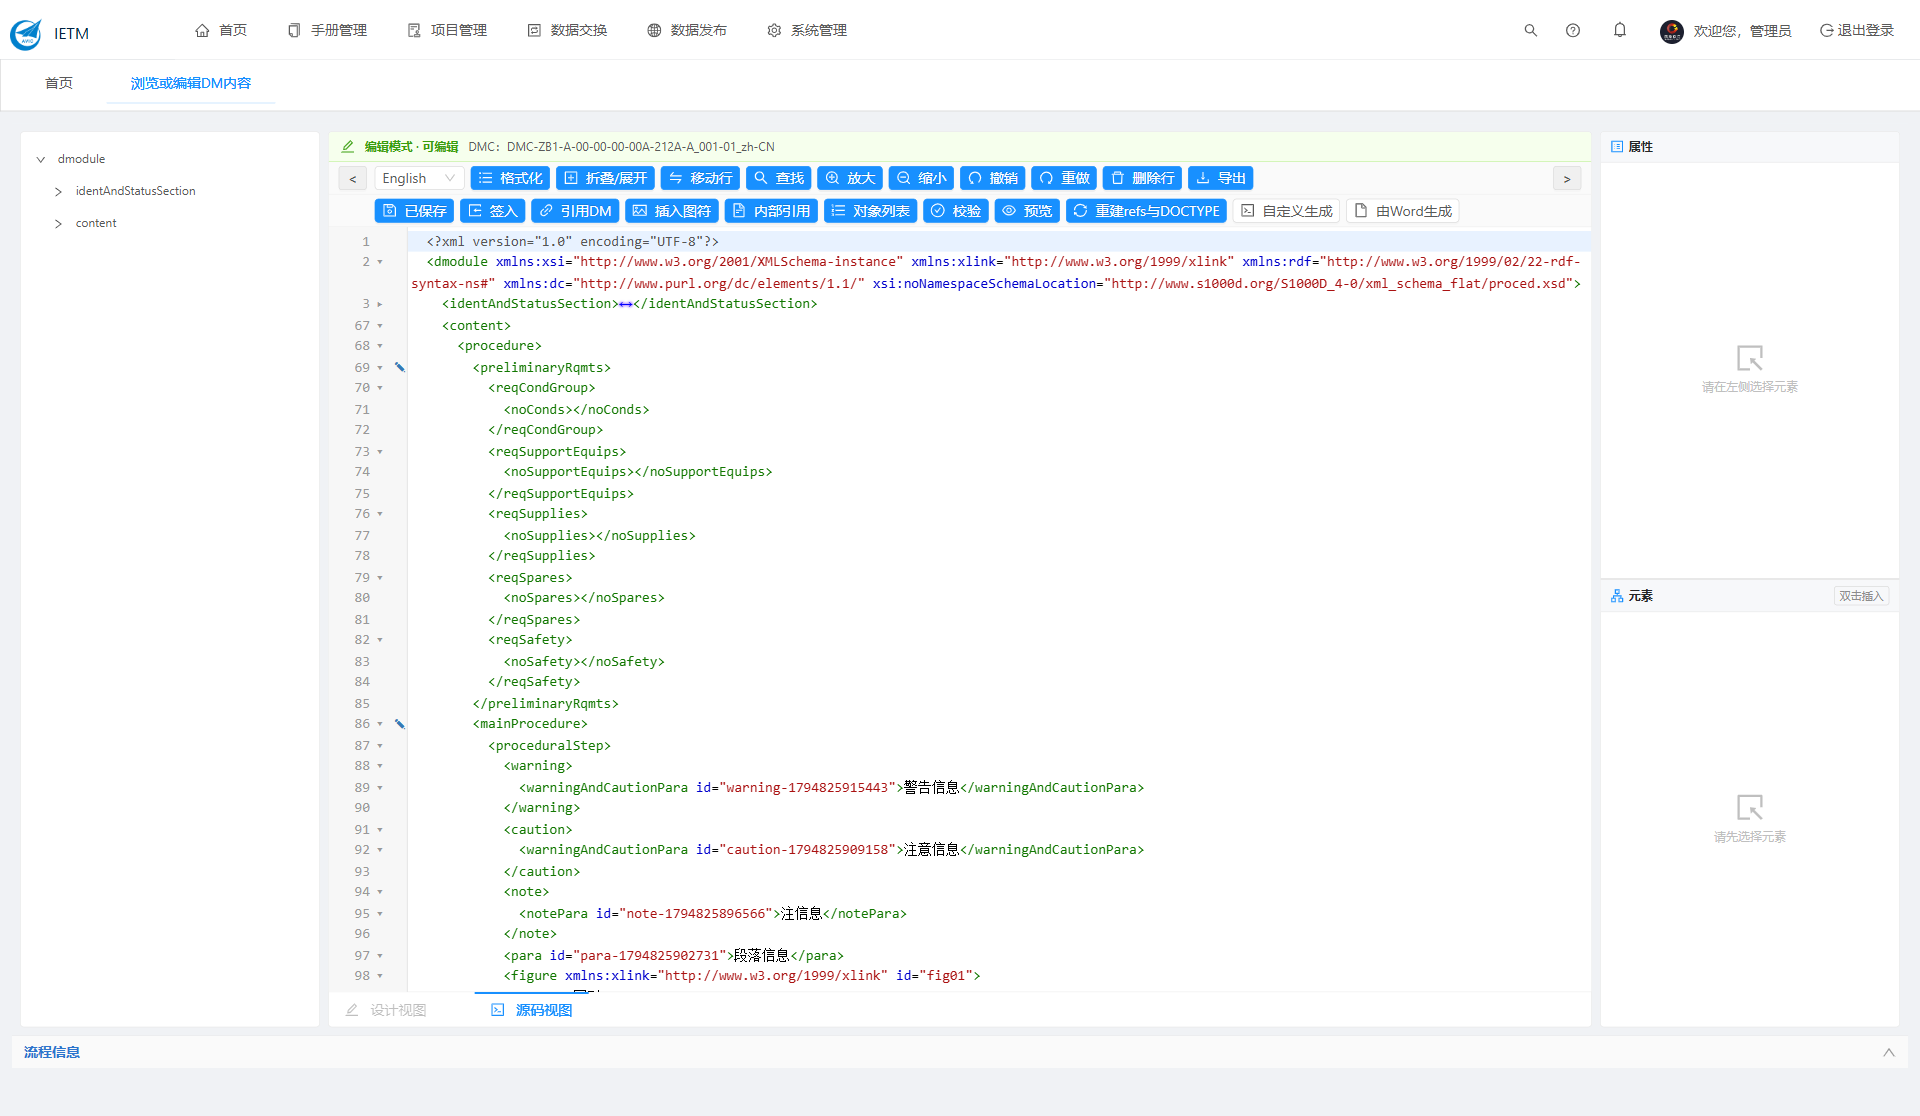 IETM
首页
手册管理
项目管理
数据交换
数据发布
系统管理
欢迎您，管理员
退出登录
首页
浏览或编辑DM内容
dmodule
identAndStatusSection
content
编辑模式 · 可编辑 DMC：DMC-ZB1-A-00-00-00-00A-212A-A_001-01_zh-CN
< English 格式化 折叠/展开 移动行 查找 放大 缩小 撤销 重做 删除行 导出 >
已保存 签入 引用DM 插入图符 内部引用 对象列表 校验 预览 重建refs与DOCTYPE 自定义生成 由Word生成
1 <?xml version="1.0" encoding="UTF-8"?>
2 <dmodule xmlns:xsi="http://www.w3.org/2001/XMLSchema-instance" xmlns:xlink="http://www.w3.org/1999/xlink" xmlns:rdf="http://www.w3.org/1999/02/22-rdf-
syntax-ns#" xmlns:dc="http://www.purl.org/dc/elements/1.1/" xsi:noNamespaceSchemaLocation="http://www.s1000d.org/S1000D_4-0/xml_schema_flat/proced.xsd">
3 <identAndStatusSection>↔</identAndStatusSection>
67 <content>
68 <procedure>
69 <preliminaryRqmts>
70 <reqCondGroup>
71 <noConds></noConds>
72 </reqCondGroup>
73 <reqSupportEquips>
74 <noSupportEquips></noSupportEquips>
75 </reqSupportEquips>
76 <reqSupplies>
77 <noSupplies></noSupplies>
78 </reqSupplies>
79 <reqSpares>
80 <noSpares></noSpares>
81 </reqSpares>
82 <reqSafety>
83 <noSafety></noSafety>
84 </reqSafety>
85 </preliminaryRqmts>
86 <mainProcedure>
87 <proceduralStep>
88 <warning>
89 <warningAndCautionPara id="warning-1794825915443">警告信息</warningAndCautionPara>
90 </warning>
91 <caution>
92 <warningAndCautionPara id="caution-1794825909158">注意信息</warningAndCautionPara>
93 </caution>
94 <note>
95 <notePara id="note-1794825896566">注信息</notePara>
96 </note>
97 <para id="para-1794825902731">段落信息</para>
98 <figure xmlns:xlink="http://www.w3.org/1999/xlink" id="fig01">
设计视图
源码视图
属性
请在左侧选择元素
元素
双击插入
请先选择元素
流程信息